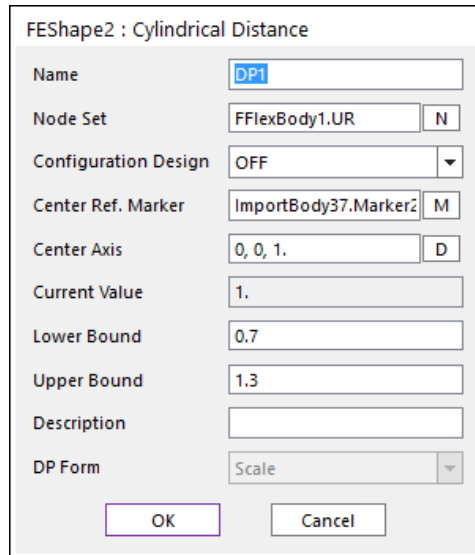 FEShape2 : Cylindrical Distance
Name DP1
Node Set FFlexBody1.UR N
Configuration Design OFF
Center Ref. Marker ImportBody37.Marker2 M
Center Axis 0, 0, 1. D
Current Value 1.
Lower Bound 0.7
Upper Bound 1.3
Description
DP Form Scale
OK Cancel